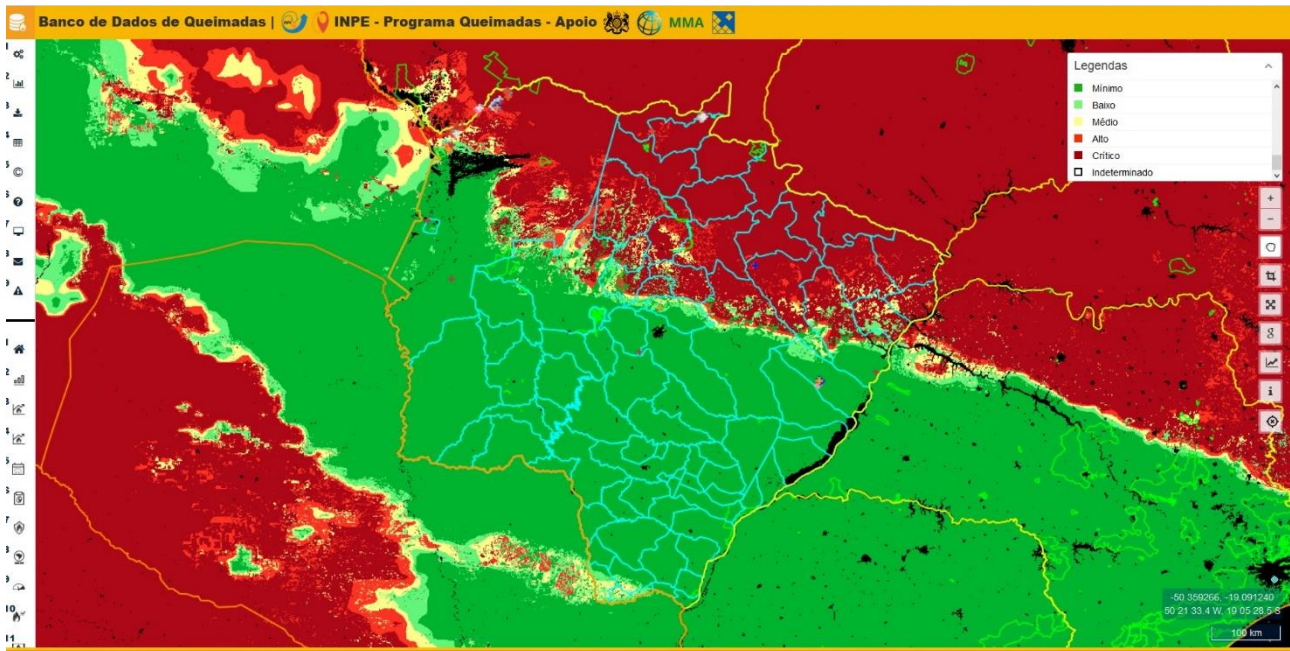 Banco de Dados de Queimadas | INPE - Programa Queimadas - Apoio MMA
Legendas
Mínimo
Baixo
Médio
Alto
Crítico
Indeterminado
-50.359266, -19.091240
50 21 33.4 W, 19 05 28.5 S
100 km